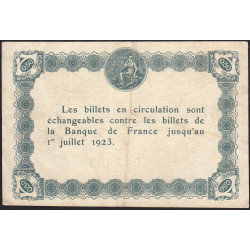 Les billets en circulation sont
échangeables contre les billets de
la Banque de France jusqu'au
1er juillet 1923.